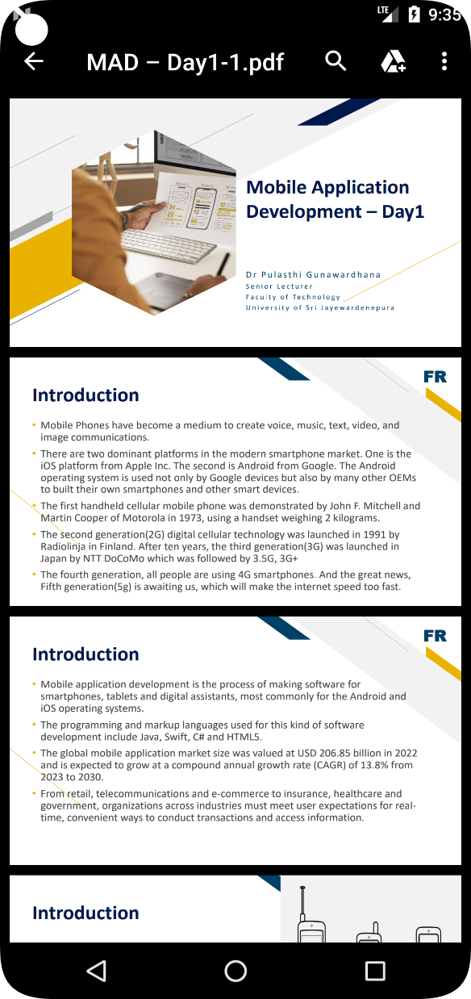 LTE 9:35
MAD – Day1-1.pdf
Mobile Application
Development – Day1
Dr Pulasthi Gunawardhana
Senior Lecturer
Faculty of Technology
University of Sri Jayewardenepura
FR
Introduction
• Mobile Phones have become a medium to create voice, music, text, video, and
image communications.
• There are two dominant platforms in the modern smartphone market. One is the
iOS platform from Apple Inc. The second is Android from Google. The Android
operating system is used not only by Google devices but also by many other OEMs
to built their own smartphones and other smart devices.
• The first handheld cellular mobile phone was demonstrated by John F. Mitchell and
Martin Cooper of Motorola in 1973, using a handset weighing 2 kilograms.
• The second generation(2G) digital cellular technology was launched in 1991 by
Radiolinja in Finland. After ten years, the third generation(3G) was launched in
Japan by NTT DoCoMo which was followed by 3.5G, 3G+
• The fourth generation, all people are using 4G smartphones. And the great news,
Fifth generation(5g) is awaiting us, which will make the internet speed too fast.
FR
Introduction
• Mobile application development is the process of making software for
smartphones, tablets and digital assistants, most commonly for the Android and
iOS operating systems.
• The programming and markup languages used for this kind of software
development include Java, Swift, C# and HTML5.
• The global mobile application market size was valued at USD 206.85 billion in 2022
and is expected to grow at a compound annual growth rate (CAGR) of 13.8% from
2023 to 2030.
• From retail, telecommunications and e-commerce to insurance, healthcare and
government, organizations across industries must meet user expectations for real-
time, convenient ways to conduct transactions and access information.
Introduction